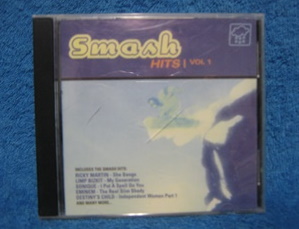 Smash
HITS | VOL 1
INCLUDES THE SMASH HITS:
RICKY MARTIN - She Bangs
LIMP BIZKIT - My Generation
SONIQUE - I Put A Spell On You
EMINEM - The Real Slim Shady
DESTINY'S CHILD - Independent Women Part 1
AND MANY MORE...